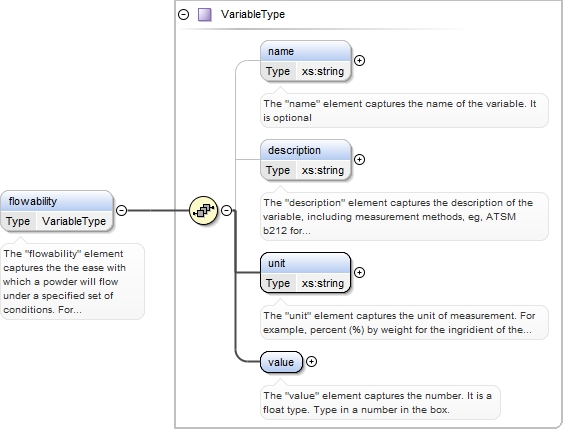 VariableType
name
Type xs:string
The "name" element captures the name of the variable. It
is optional
description
Type xs:string
The "description" element captures the description of the
variable, including measurement methods, eg, ATSM
b212 for...
flowability
Type VariableType
The "flowability" element
captures the the ease with
which a powder will flow
under a specified set of
conditions. For...
unit
Type xs:string
The "unit" element captures the unit of measurement. For
example, percent (%) by weight for the ingridient of the...
value
The "value" element captures the number. It is a
float type. Type in a number in the box.